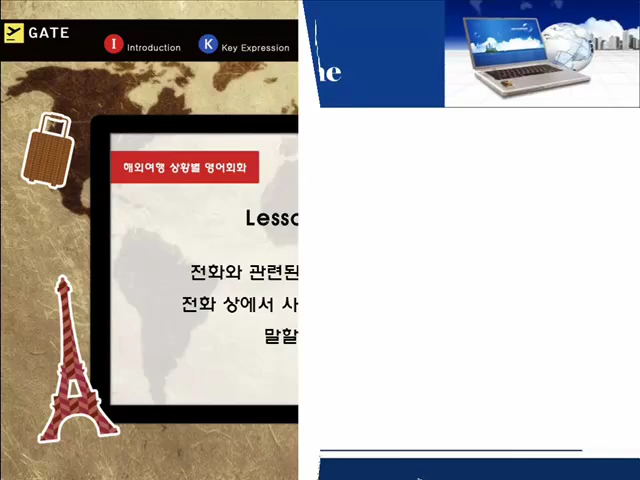 GATE
I Introduction
K Key Expression
해외여행 상황별 영어회화
Lesso
전화와 관련된
전화 상에서 사
말할
ne